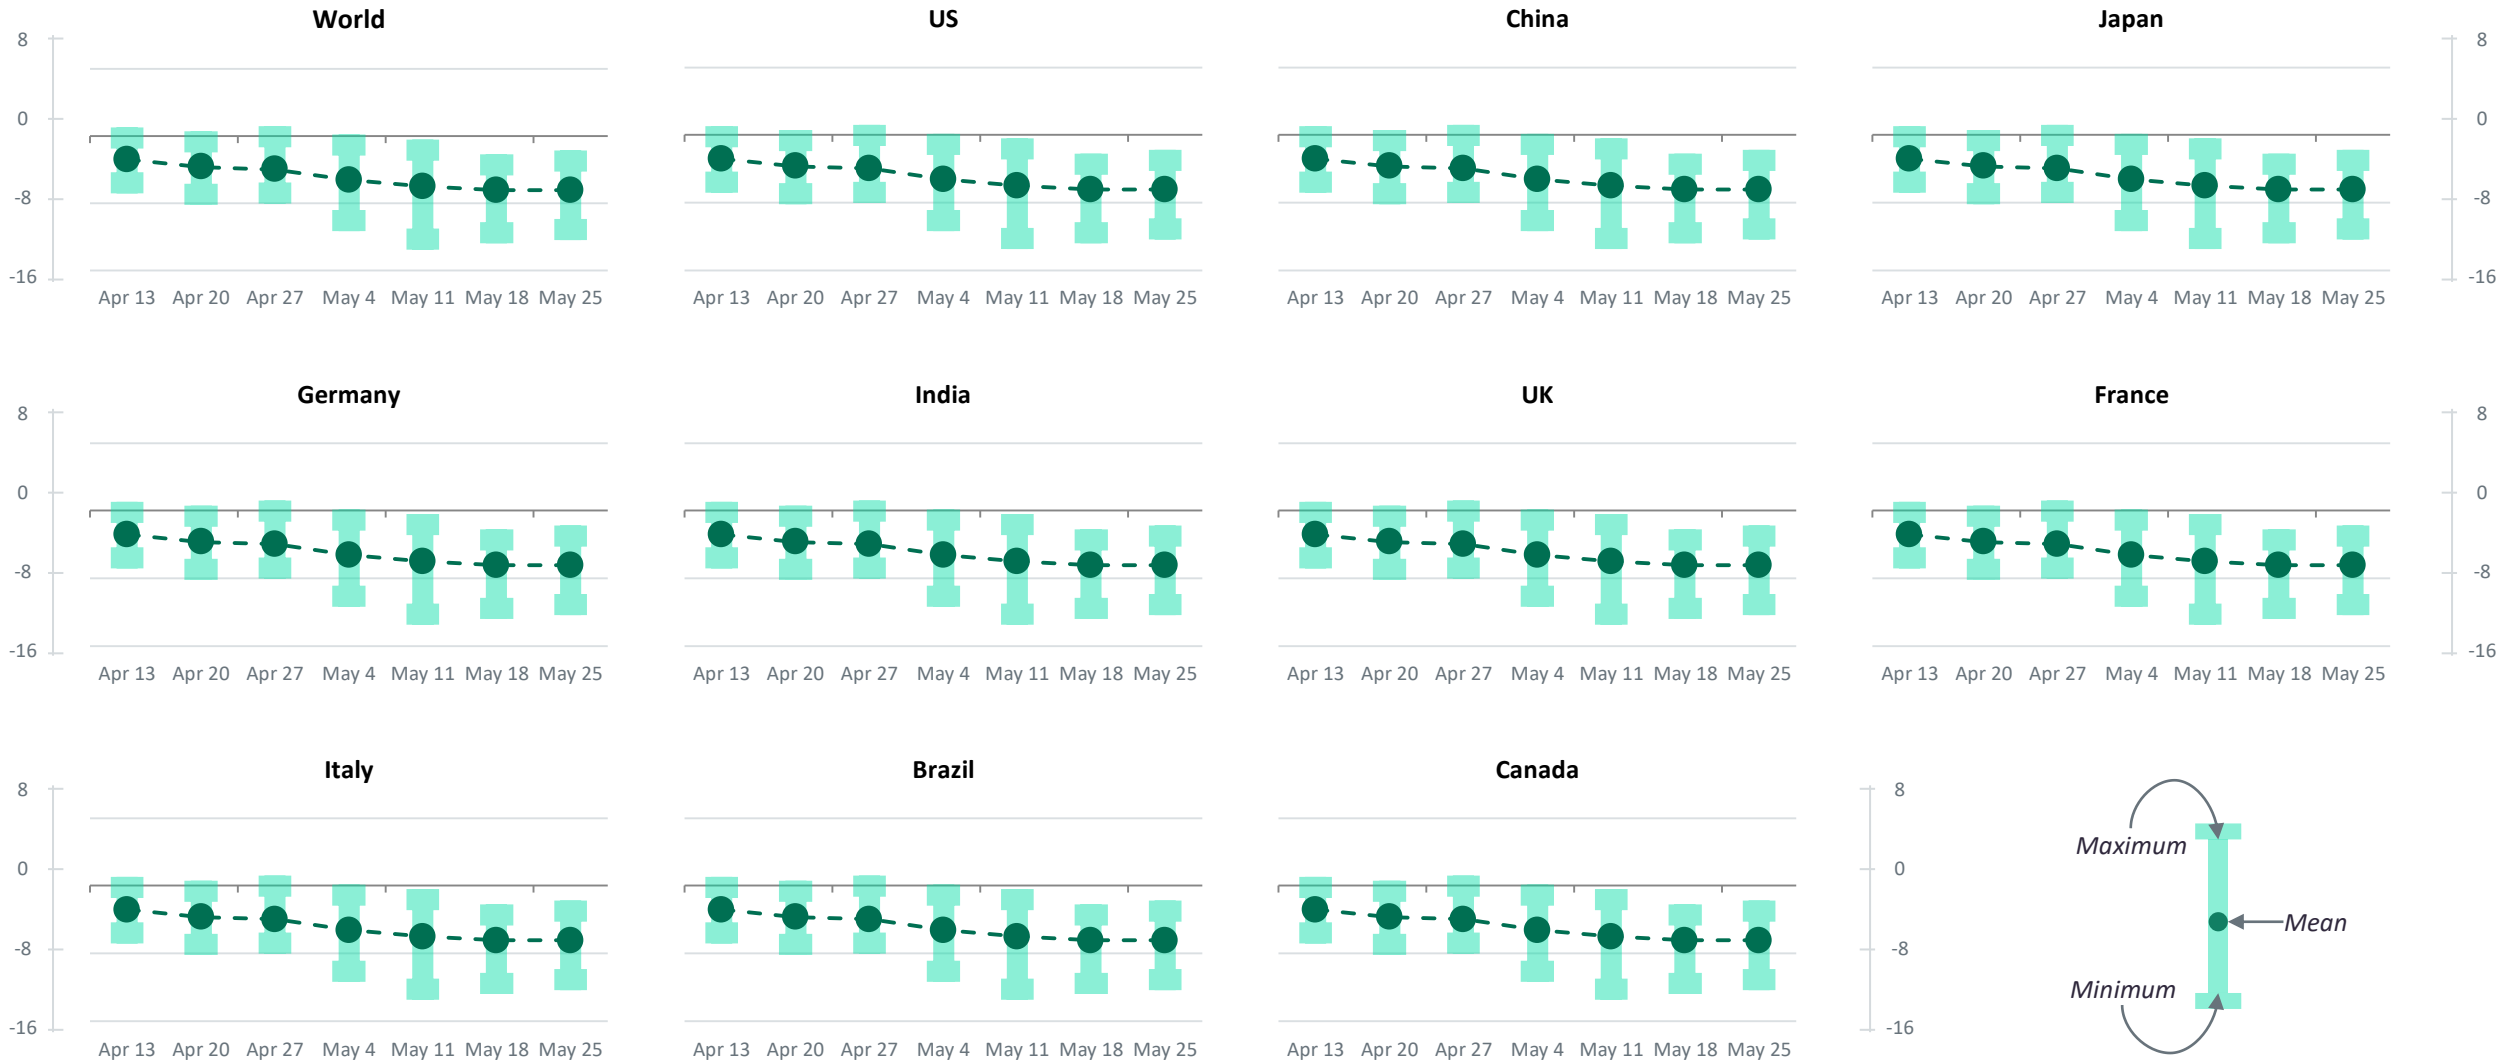 World US China Japan
8 8
0 0
-8 -8
-16 -16
Apr 13 Apr 20 Apr 27 May 4 May 11 May 18 May 25 Apr 13 Apr 20 Apr 27 May 4 May 11 May 18 May 25 Apr 13 Apr 20 Apr 27 May 4 May 11 May 18 May 25 Apr 13 Apr 20 Apr 27 May 4 May 11 May 18 May 25
Germany India UK France
8 8
0 0
-8 -8
-16 -16
Apr 13 Apr 20 Apr 27 May 4 May 11 May 18 May 25 Apr 13 Apr 20 Apr 27 May 4 May 11 May 18 May 25 Apr 13 Apr 20 Apr 27 May 4 May 11 May 18 May 25 Apr 13 Apr 20 Apr 27 May 4 May 11 May 18 May 25
Italy Brazil Canada
8 8
Maximum
0 0
Mean
-8 -8
Minimum
-16 -16
Apr 13 Apr 20 Apr 27 May 4 May 11 May 18 May 25 Apr 13 Apr 20 Apr 27 May 4 May 11 May 18 May 25 Apr 13 Apr 20 Apr 27 May 4 May 11 May 18 May 25